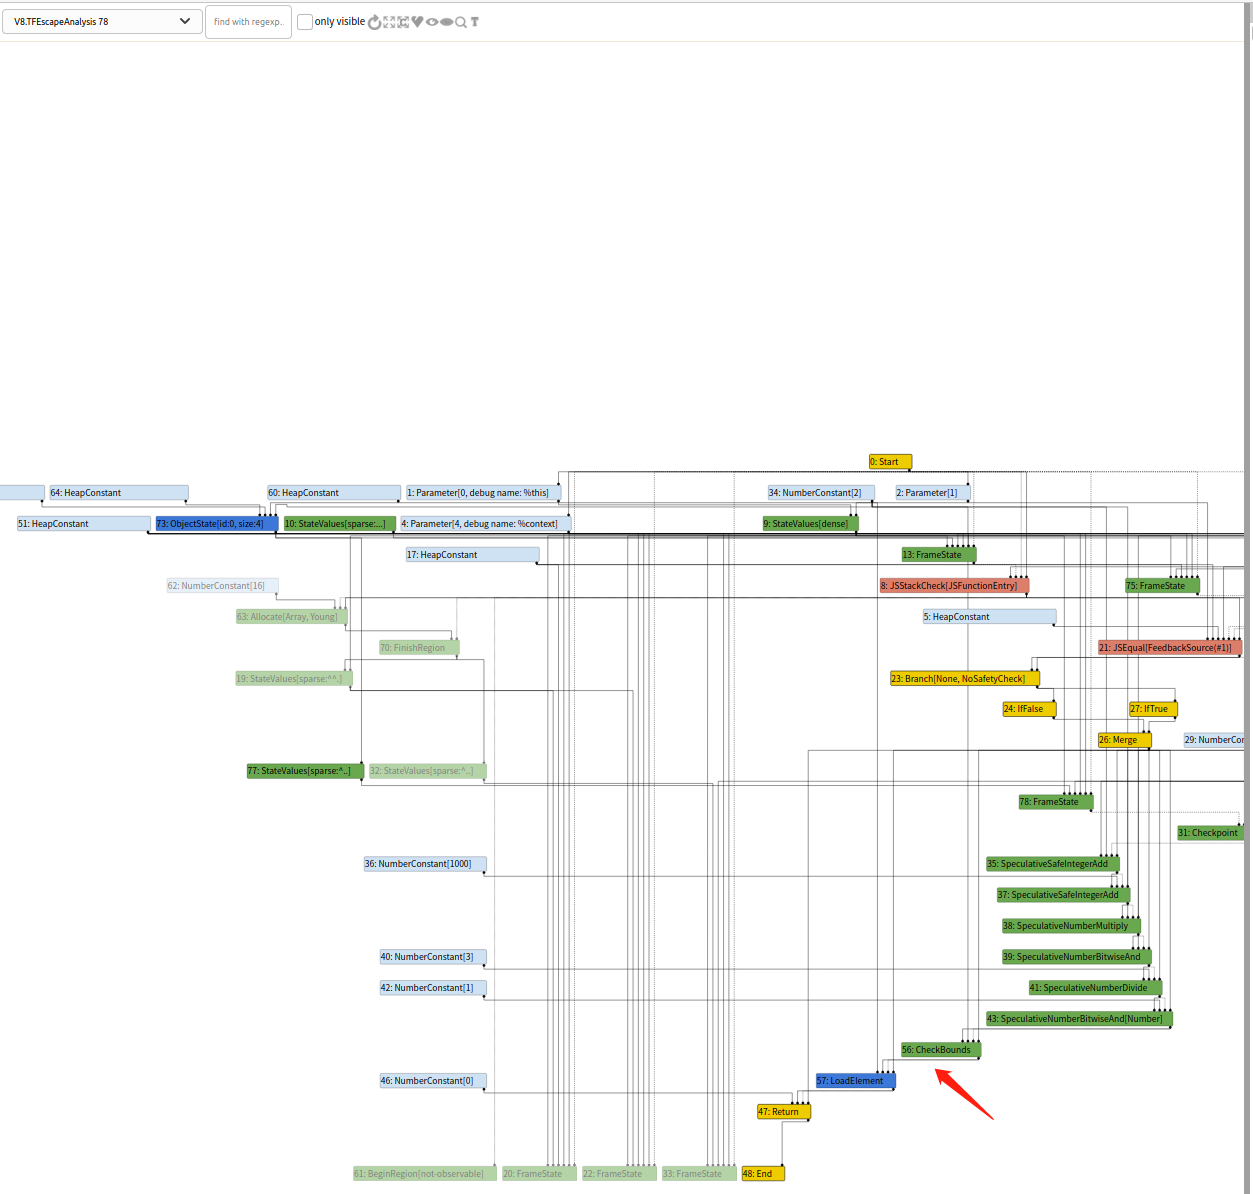 V8.TFEscapeAnalysis 78
find with regexp..
only visible
T
0: Start
64: HeapConstant
60: HeapConstant
1: Parameter[0, debug name: %this]
34: NumberConstant[2]
2: Parameter[1]
51: HeapConstant
73: ObjectState[id:0, size:4]
10: StateValues[sparse:...]
4: Parameter[4, debug name: %context]
9: StateValues[dense]
17: HeapConstant
13: FrameState
62: NumberConstant[16]
8: JSStackCheck[JSFunctionEntry]
75: FrameState
63: Allocate[Array, Young]
5: HeapConstant
70: FinishRegion
21: JSEqual[FeedbackSource(#1)]
19: StateValues[sparse:^^.]
23: Branch[None, NoSafetyCheck]
24: IfFalse
27: IfTrue
26: Merge
29: NumberCor
77: StateValues[sparse:^..]
32: StateValues[sparse:^..]
78: FrameState
31: Checkpoint
36: NumberConstant[1000]
35: SpeculativeSafeIntegerAdd
37: SpeculativeSafeIntegerAdd
38: SpeculativeNumberMultiply
40: NumberConstant[3]
39: SpeculativeNumberBitwiseAnd
42: NumberConstant[1]
41: SpeculativeNumberDivide
43: SpeculativeNumberBitwiseAnd[Number]
56: CheckBounds
46: NumberConstant[0]
57: LoadElement
47: Return
61: BeginRegion[not-observable]
20: FrameState
22: FrameState
33: FrameState
48: End